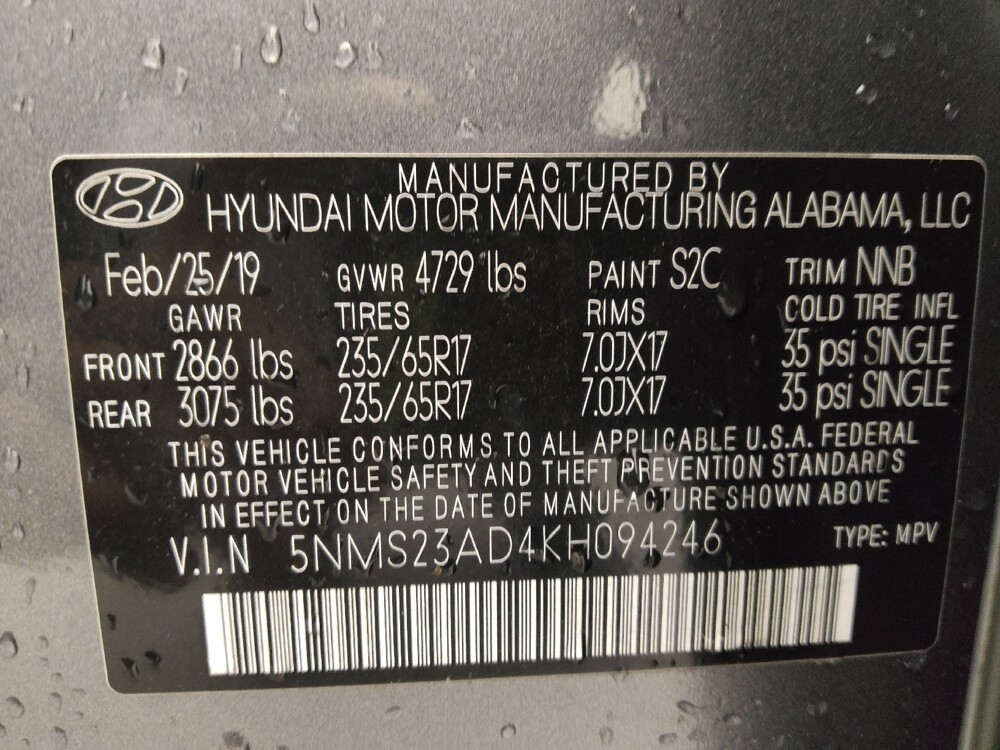 MANUFACTURED BY
HYUNDAI MOTOR MANUFACTURING ALABAMA, LLC
Feb/25/19 GVWR 4729 lbs PAINT S2C TRIM NNB
GAWR TIRES RIMS COLD TIRE INFL
FRONT 2866 lbs 235/65R17 7.0JX17 35 psi SINGLE
REAR 3075 lbs 235/65R17 7.0JX17 35 psi SINGLE
THIS VEHICLE CONFORMS TO ALL APPLICABLE U.S.A. FEDERAL
MOTOR VEHICLE SAFETY AND THEFT PREVENTION STANDARDS
IN EFFECT ON THE DATE OF MANUFACTURE SHOWN ABOVE
V.I.N 5NMS23AD4KH094246 TYPE: MPV